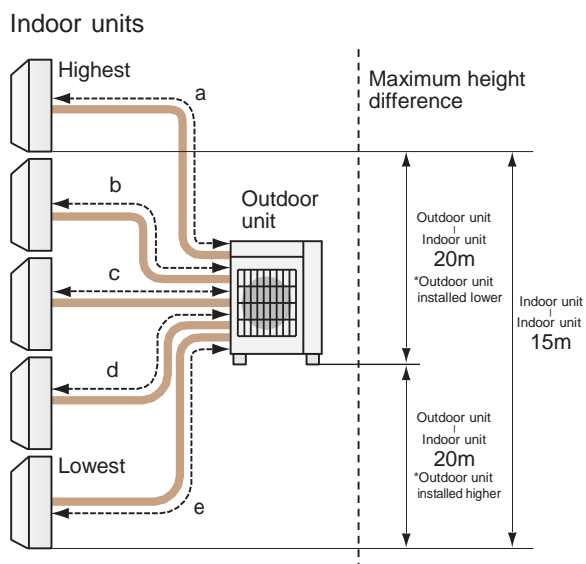 Indoor units
Highest
a
Maximum height
difference
b
Outdoor
unit
c
Outdoor unit
Indoor unit
20m
*Outdoor unit
installed lower
Indoor unit
Indoor unit
15m
d
Outdoor unit
Indoor unit
20m
*Outdoor unit
installed higher
Lowest
e